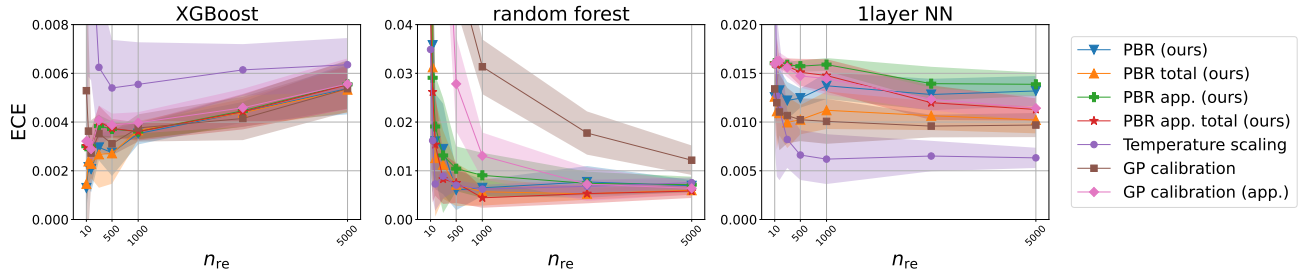 XGBoost
random forest
1layer NN
ECE
0.008
0.006
0.004
0.002
0.000
10
500
1000
5000
n_re
0.04
0.03
0.02
0.01
0.00
10
500
1000
5000
n_re
0.020
0.015
0.010
0.005
0.000
10
500
1000
5000
n_re
PBR (ours)
PBR total (ours)
PBR app. (ours)
PBR app. total (ours)
Temperature scaling
GP calibration
GP calibration (app.)